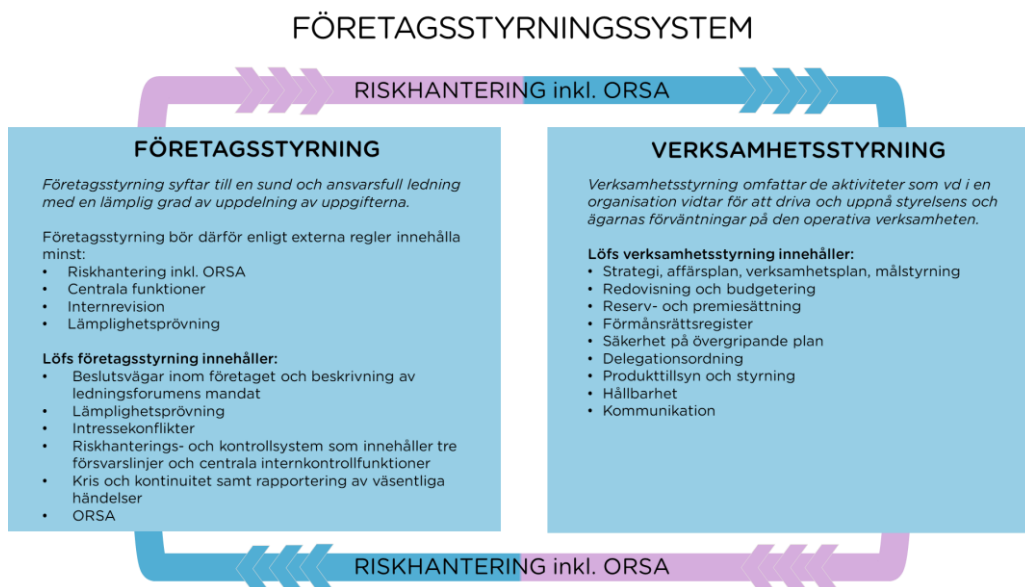 FÖRETAGSSTYRNINGSSYSTEM
RISKHANTERING inkl. ORSA
FÖRETAGSSTYRNING
Företagsstyrning syftar till en sund och ansvarsfull ledning
med en lämplig grad av uppdelning av uppgifterna.
Företagsstyrning bör därför enligt externa regler innehålla
minst:
• Riskhantering inkl. ORSA
• Centrala funktioner
• Internrevision
• Lämplighetsprövning
Löfs företagsstyrning innehåller:
• Beslutsvägar inom företaget och beskrivning av
ledningsforumens mandat
• Lämplighetsprövning
• Intressekonflikter
• Riskhanterings- och kontrollsystem som innehåller tre
försvarslinjer och centrala internkontrollfunktioner
• Kris och kontinuitet samt rapportering av väsentliga
händelser
• ORSA
VERKSAMHETSSTYRNING
Verksamhetsstyrning omfattar de aktiviteter som vd i en
organisation vidtar för att driva och uppnå styrelsens och
ägarnas förväntningar på den operativa verksamheten.
Löfs verksamhetsstyrning innehåller:
• Strategi, affärsplan, verksamhetsplan, målstyrning
• Redovisning och budgetering
• Reserv- och premiesättning
• Förmånsrättsregister
• Säkerhet på övergripande plan
• Delegationsordning
• Produkttillsyn och styrning
• Hållbarhet
• Kommunikation
RISKHANTERING inkl. ORSA